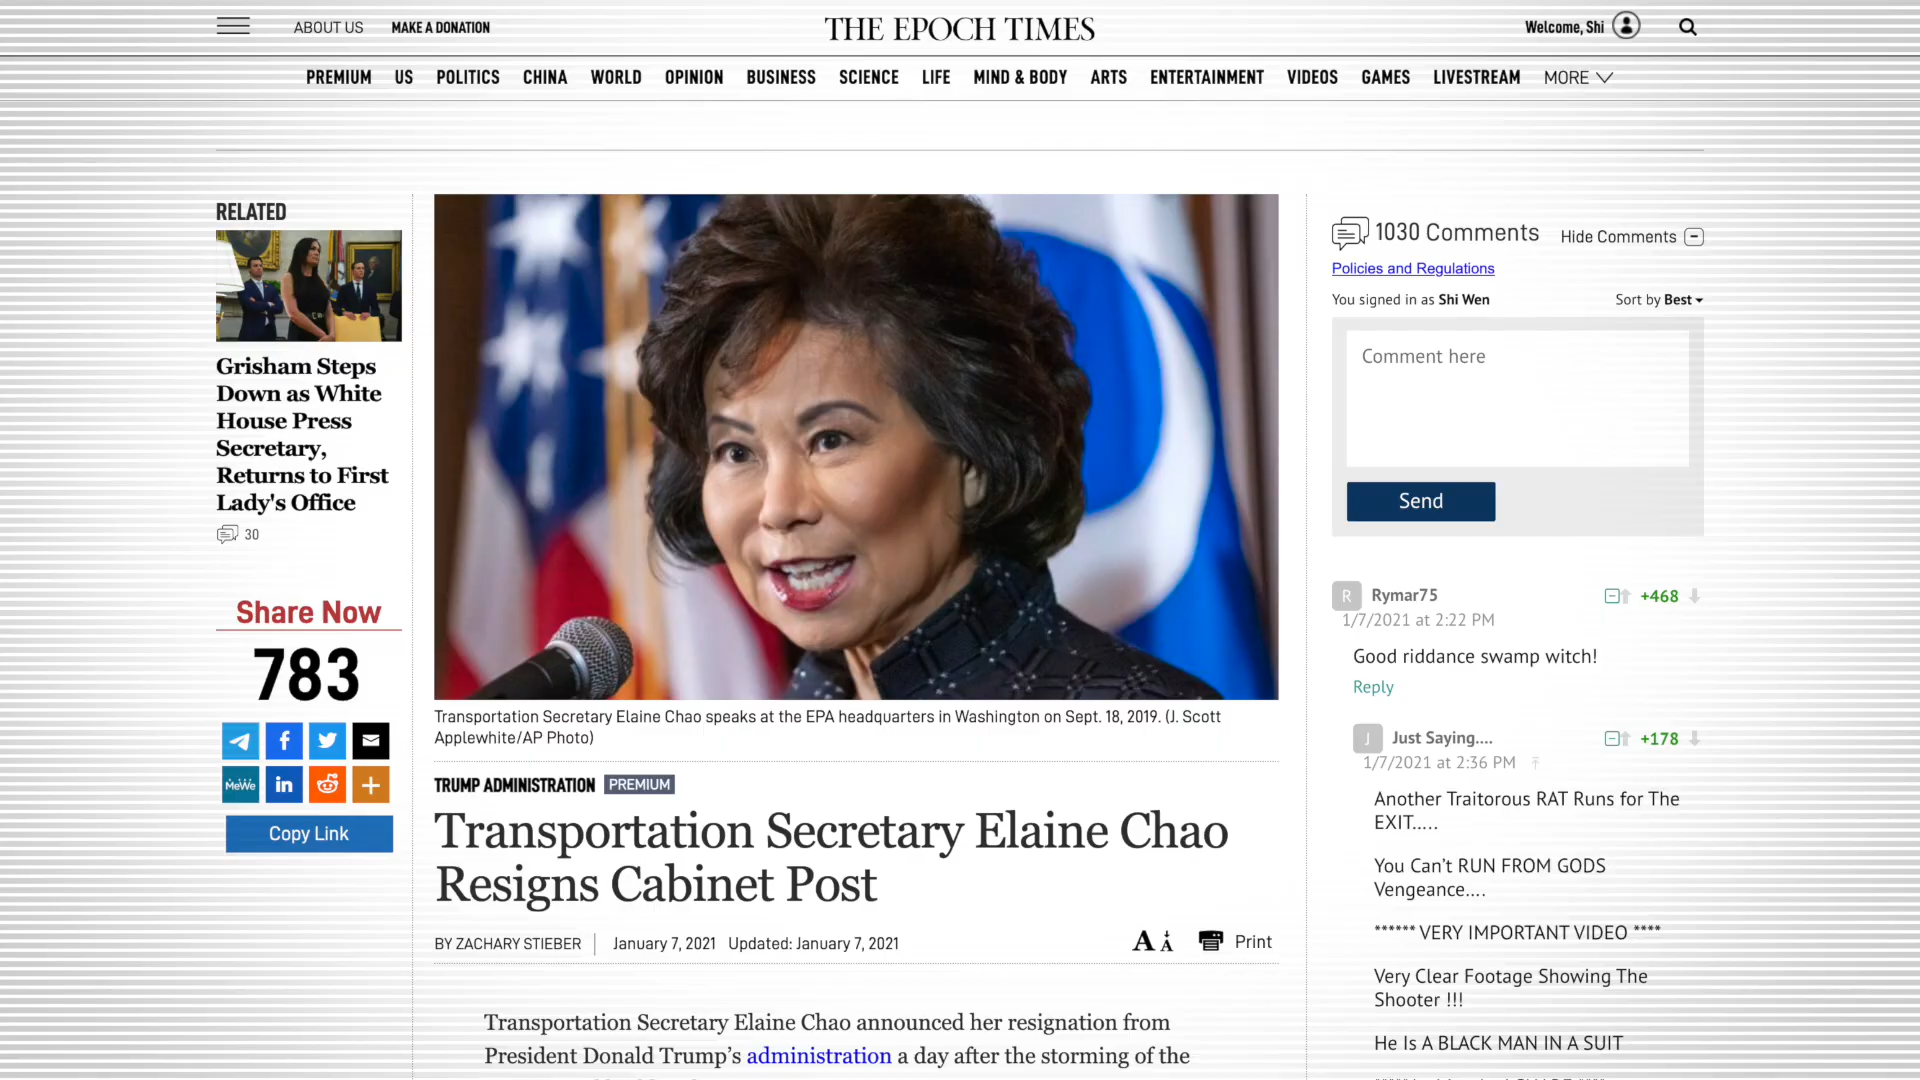 ABOUT US
MAKE A DONATION
THE EPOCH TIMES
Welcome, Shi
PREMIUM US POLITICS CHINA WORLD OPINION BUSINESS SCIENCE LIFE MIND & BODY ARTS ENTERTAINMENT VIDEOS GAMES LIVESTREAM MORE
RELATED
Grisham Steps
Down as White
House Press
Secretary,
Returns to First
Lady's Office
30
Share Now
783
MeWe
Copy Link
Transportation Secretary Elaine Chao speaks at the EPA headquarters in Washington on Sept. 18, 2019. (J. Scott
Applewhite/AP Photo)
TRUMP ADMINISTRATION PREMIUM
Transportation Secretary Elaine Chao
Resigns Cabinet Post
BY ZACHARY STIEBER January 7, 2021 Updated: January 7, 2021
A A Print
Transportation Secretary Elaine Chao announced her resignation from
President Donald Trump's administration a day after the storming of the
1030 Comments Hide Comments
Policies and Regulations
You signed in as Shi Wen Sort by Best
Comment here
Send
R Rymar75 +468
1/7/2021 at 2:22 PM
Good riddance swamp witch!
Reply
J Just Saying.... +178
1/7/2021 at 2:36 PM
Another Traitorous RAT Runs for The
EXIT.....
You Can't RUN FROM GODS
Vengeance....
****** VERY IMPORTANT VIDEO ****
Very Clear Footage Showing The
Shooter !!!
He Is A BLACK MAN IN A SUIT